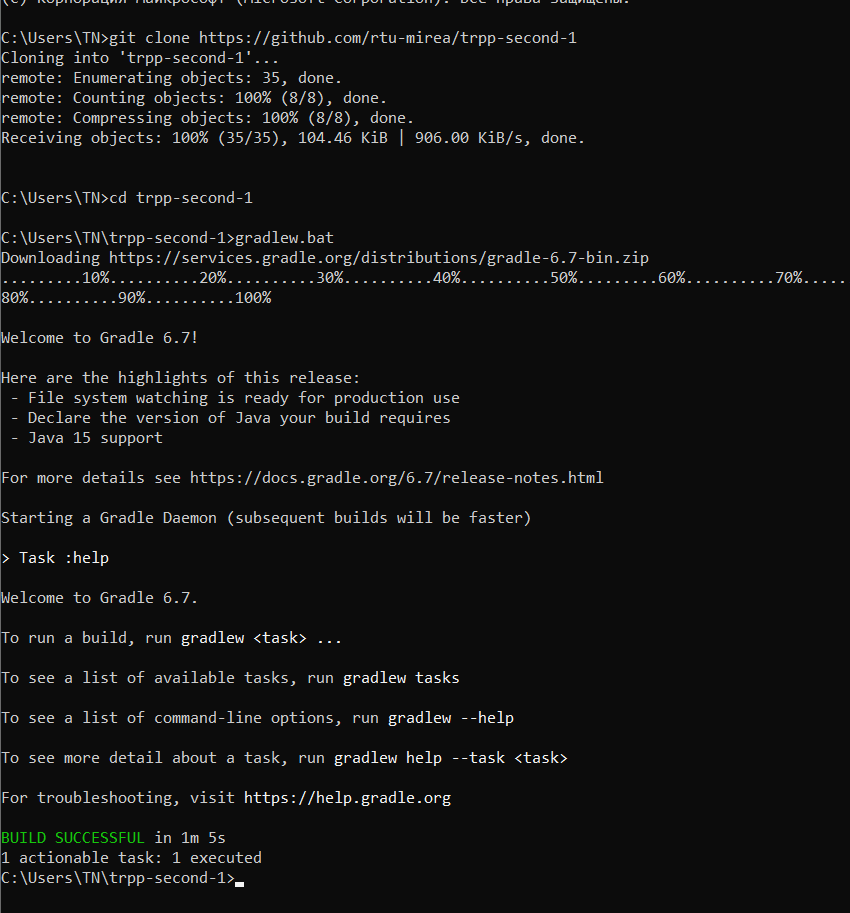 (c) Корпорация Майкрософт (Microsoft Corporation). Все права защищены.
C:\Users\TN>git clone https://github.com/rtu-mirea/trpp-second-1
Cloning into 'trpp-second-1'...
remote: Enumerating objects: 35, done.
remote: Counting objects: 100% (8/8), done.
remote: Compressing objects: 100% (8/8), done.
Receiving objects: 100% (35/35), 104.46 KiB | 906.00 KiB/s, done.
C:\Users\TN>cd trpp-second-1
C:\Users\TN\trpp-second-1>gradlew.bat
Downloading https://services.gradle.org/distributions/gradle-6.7-bin.zip
.........10%..........20%..........30%..........40%..........50%.........60%..........70%.....
80%..........90%..........100%
Welcome to Gradle 6.7!
Here are the highlights of this release:
- File system watching is ready for production use
- Declare the version of Java your build requires
- Java 15 support
For more details see https://docs.gradle.org/6.7/release-notes.html
Starting a Gradle Daemon (subsequent builds will be faster)
> Task :help
Welcome to Gradle 6.7.
To run a build, run gradlew <task> ...
To see a list of available tasks, run gradlew tasks
To see a list of command-line options, run gradlew --help
To see more detail about a task, run gradlew help --task <task>
For troubleshooting, visit https://help.gradle.org
BUILD SUCCESSFUL in 1m 5s
1 actionable task: 1 executed
C:\Users\TN\trpp-second-1>